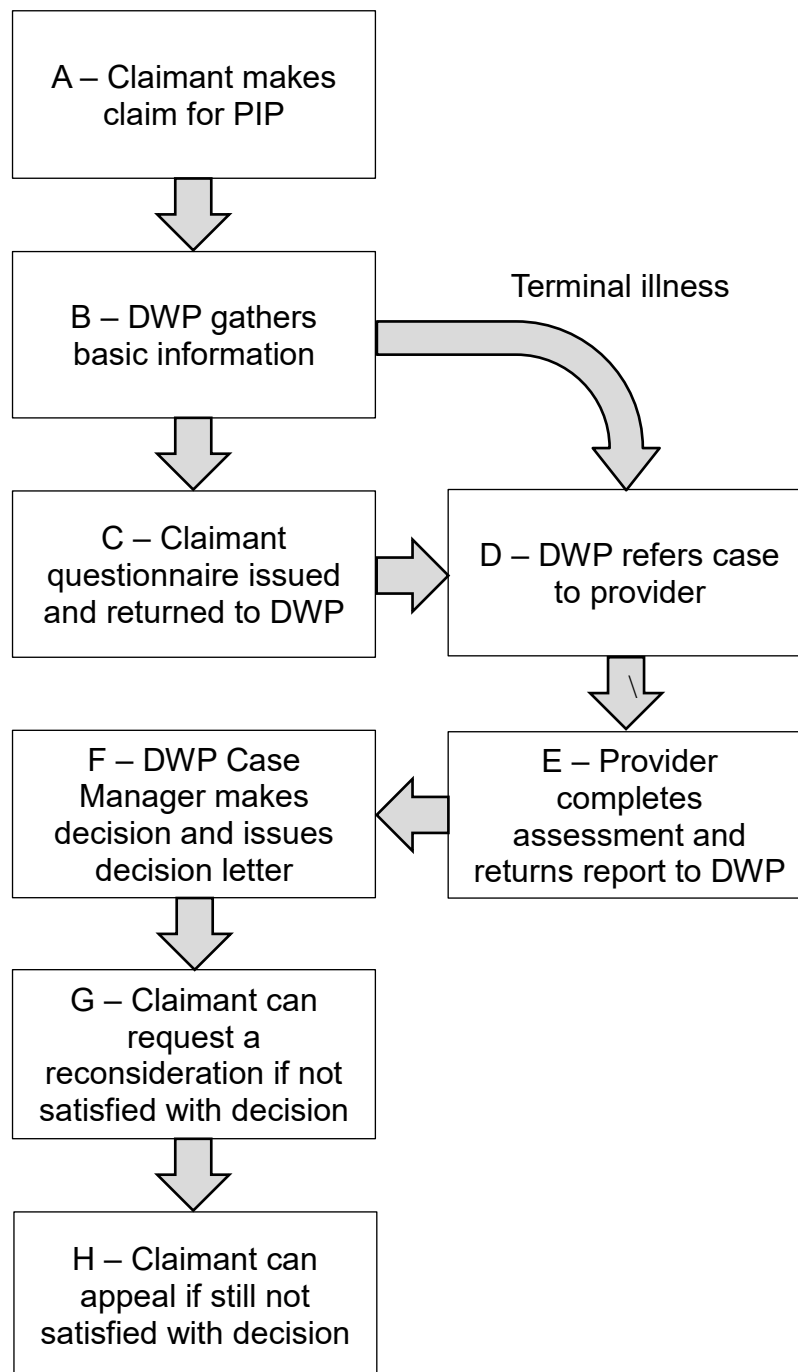 A – Claimant makes
claim for PIP
B – DWP gathers
basic information
Terminal illness
C – Claimant
questionnaire issued
and returned to DWP
D – DWP refers case
to provider
E – Provider
completes
assessment and
returns report to DWP
F – DWP Case
Manager makes
decision and issues
decision letter
G – Claimant can
request a
reconsideration if not
satisfied with decision
H – Claimant can
appeal if still not
satisfied with decision